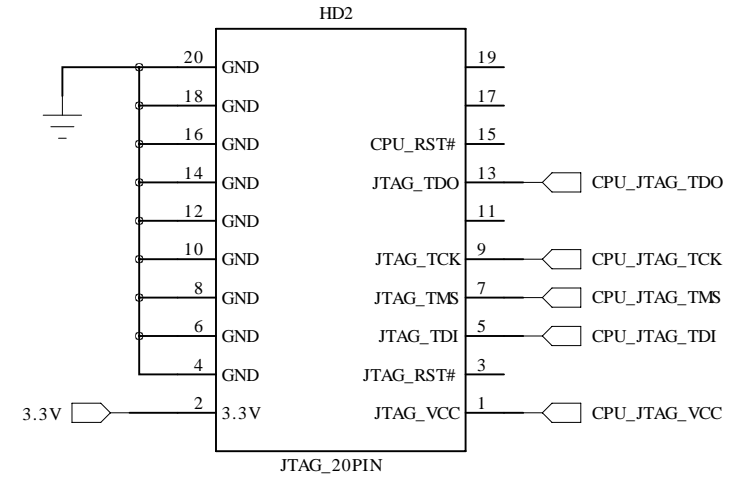 HD2
20 GND 19
18 GND 17
16 GND CPU_RST# 15
14 GND JTAG_TDO 13 CPU_JTAG_TDO
12 GND 11
10 GND JTAG_TCK 9 CPU_JTAG_TCK
8 GND JTAG_TMS 7 CPU_JTAG_TMS
6 GND JTAG_TDI 5 CPU_JTAG_TDI
4 GND JTAG_RST# 3
3.3V 2 3.3V JTAG_VCC 1 CPU_JTAG_VCC
JTAG_20PIN